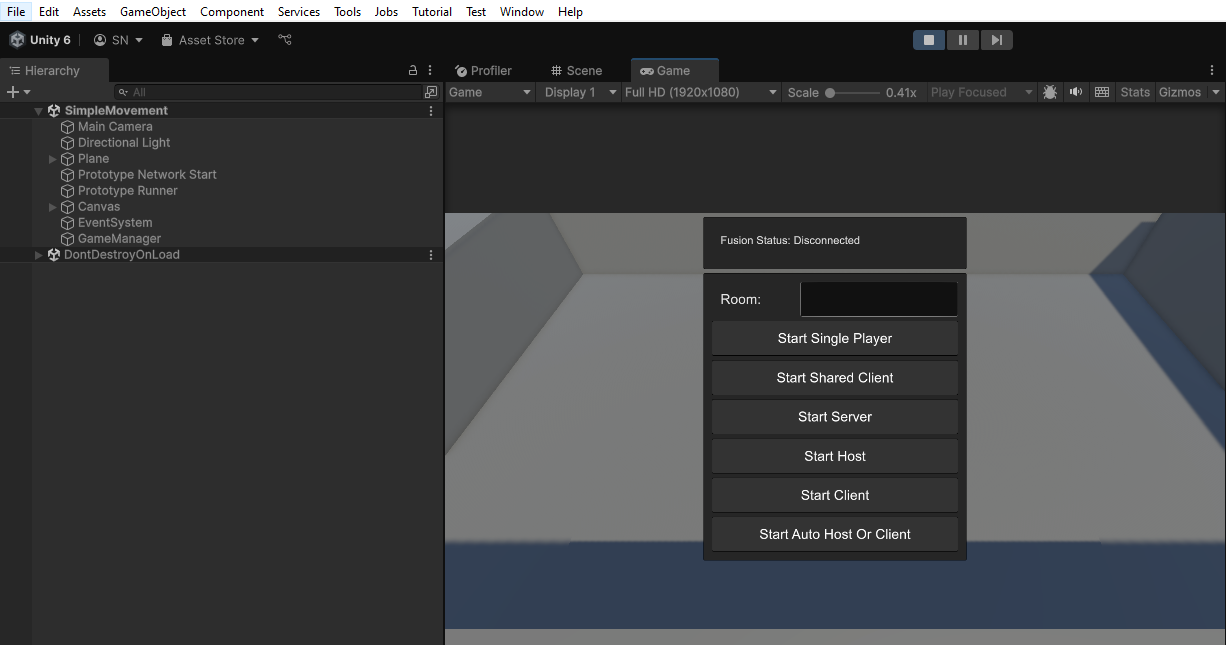 File Edit Assets GameObject Component Services Tools Jobs Tutorial Test Window Help
Unity 6 SN Asset Store
Hierarchy
All
SimpleMovement
Main Camera
Directional Light
Plane
Prototype Network Start
Prototype Runner
Canvas
EventSystem
GameManager
DontDestroyOnLoad
Profiler Scene Game
Game Display 1 Full HD (1920x1080) Scale 0.41x Play Focused Stats Gizmos
Fusion Status: Disconnected
Room:
Start Single Player
Start Shared Client
Start Server
Start Host
Start Client
Start Auto Host Or Client